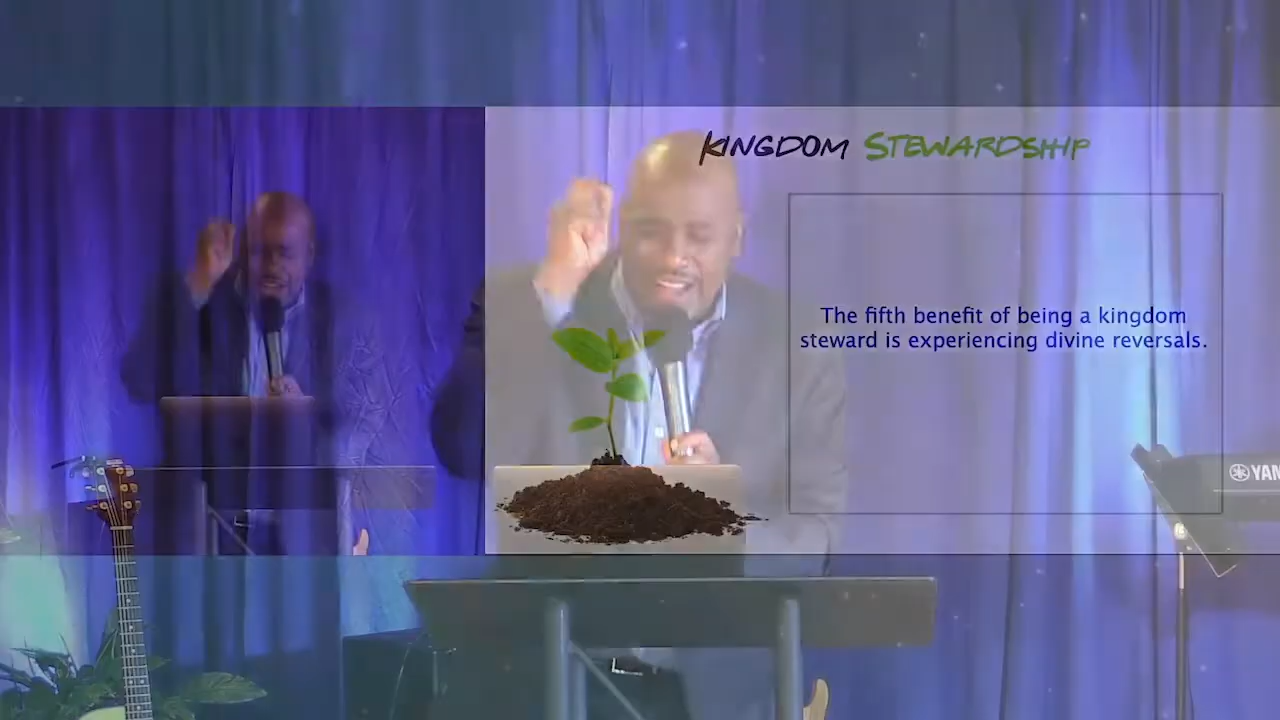 KINGDOM STEWARDSHIP
The fifth benefit of being a kingdom
steward is experiencing divine reversals.